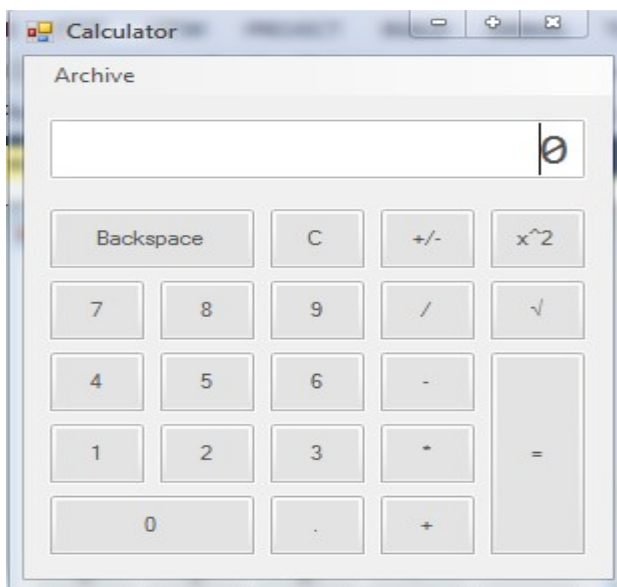 Calculator
Archive
0
Backspace C +/- x^2
7 8 9 / √
4 5 6 -
1 2 3 * =
0 . +